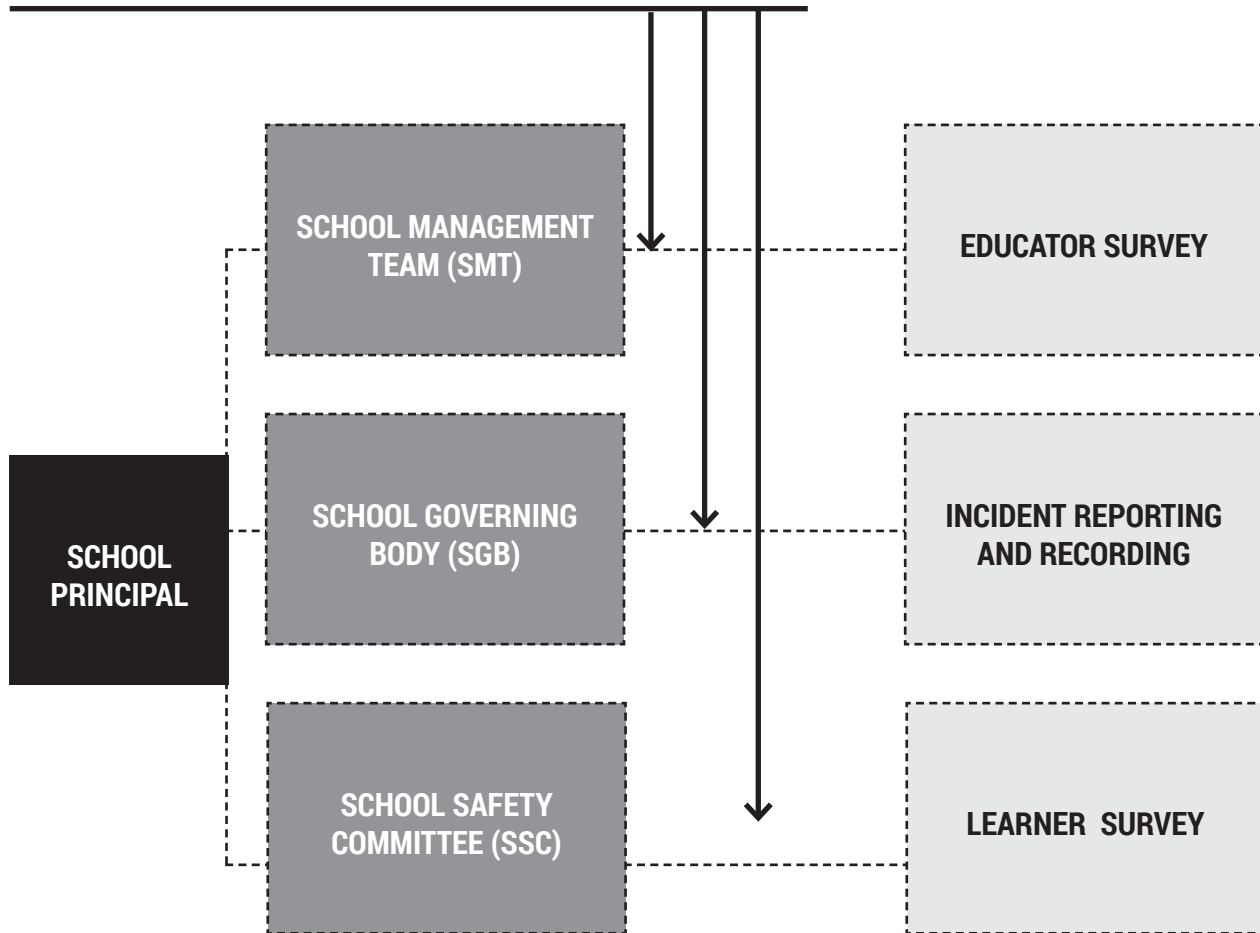 SCHOOL MANAGEMENT
TEAM (SMT)
EDUCATOR SURVEY
SCHOOL
PRINCIPAL
SCHOOL GOVERNING
BODY (SGB)
INCIDENT REPORTING
AND RECORDING
SCHOOL SAFETY
COMMITTEE (SSC)
LEARNER SURVEY